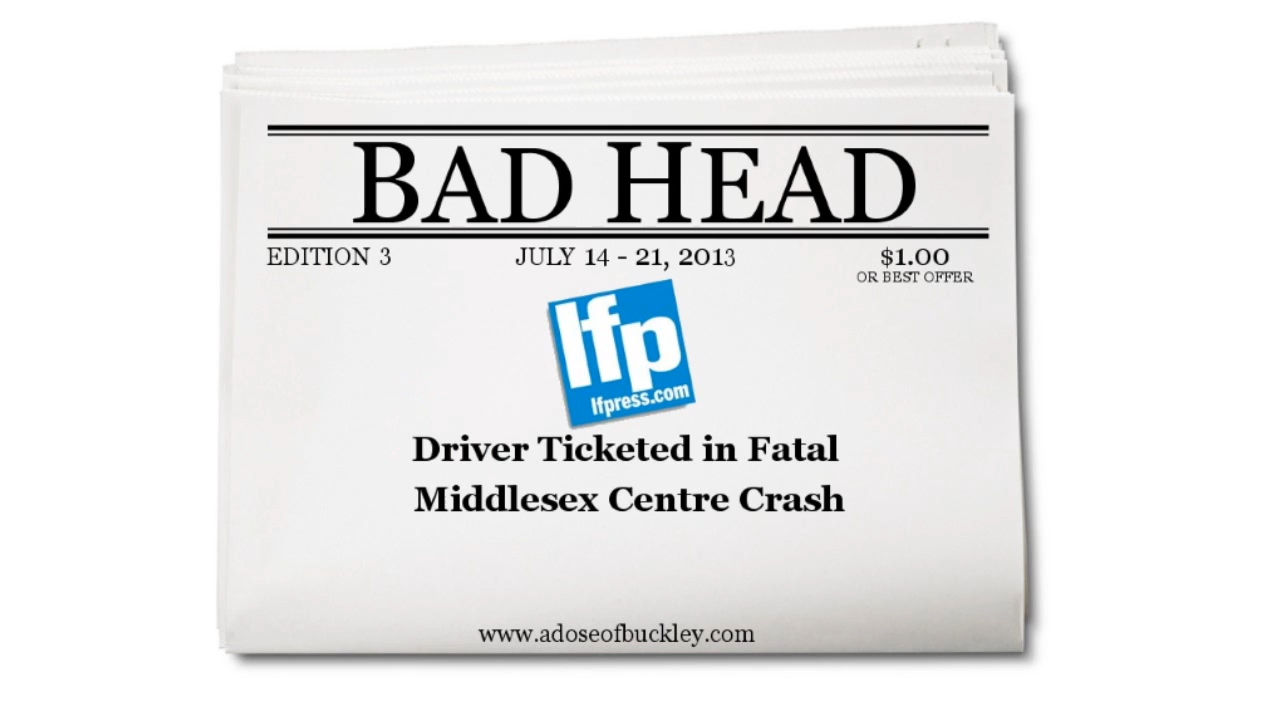 BAD HEAD
EDITION 3 JULY 14 - 21, 2013 $1.00
OR BEST OFFER
lfp
lfpress.com
Driver Ticketed in Fatal
Middlesex Centre Crash
www.adoseofbuckley.com